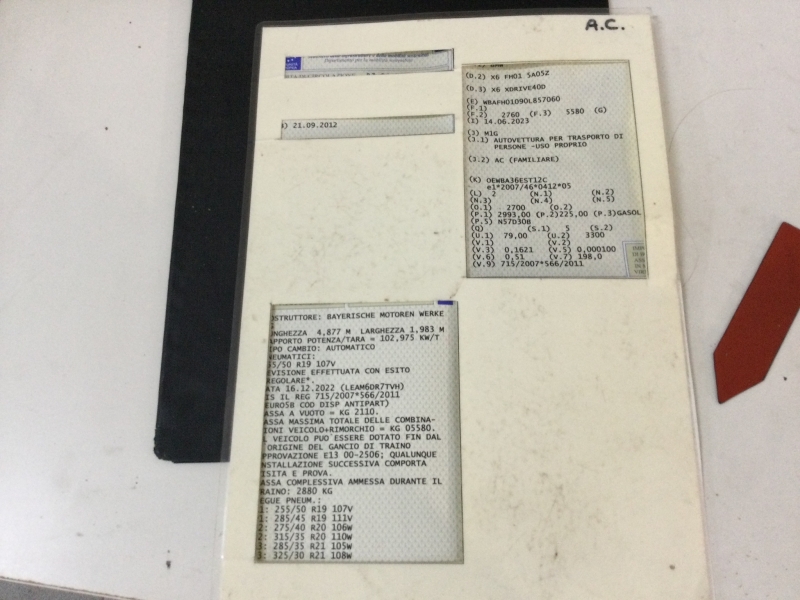 A.C.
(Dipartimento per la
21.09.2012
(D.2) X6 FH01 5A05Z
(D.3) X6 XDRIVE40D
(E) WBAFH01090L857060
(F.1)
(F.2) 2760 (F.3) 5580 (G)
(I) 14.06.2023
(J) M1G
(3.1) AUTOVETTURA PER TRASPORTO DI
PERSONE -USO PROPRIO
(J.2) AC (FAMILIARE)
(K) OEWBA36EST12C
e1*2007/46*0412*05
(L) 2 (N.1) (N.2)
(N.3) (N.4) (N.5)
(O.1) 2700 (O.2)
(P.1) 2993,00 (P.2)225,00 (P.3)GASOL
(P.5) N57D30B
(Q) (S.1) 5 (S.2)
(U.1) 79,00 (U.2) 3300
(V.1) (V.2)
(V.3) 0,1621 (V.5) 0,000100
(V.6) 0,51 (V.7) 198,0
(V.9) 715/2007*566/2011
STRUTTORE: BAYERISCHE MOTOREN WERKE
NGHEZZA 4,877 M LARGHEZZA 1,983 M
APPORTO POTENZA/TARA = 102,975 KW/T
IPO CAMBIO: AUTOMATICO
NEUMATICI:
55/50 R19 107V
EVISIONE EFFETTUATA CON ESITO
REGOLARE*.
ATA 16.12.2022 (LEAM6DR7TVH)
IS IL REG 715/2007*566/2011
EURO5B COD DISP ANTIPART)
ASSA A VUOTO = KG 2110.
ASSA MASSIMA TOTALE DELLE COMBINA-
IONI VEICOLO+RIMORCHIO = KG 05580.
L VEICOLO PUO'ESSERE DOTATO FIN DAL
'ORIGINE DEL GANCIO DI TRAINO
PPROVAZIONE E13 00-2506; QUALUNQUE
NSTALLAZIONE SUCCESSIVA COMPORTA
ISITA E PROVA.
ASSA COMPLESSIVA AMMESSA DURANTE IL
RAINO: 2880 KG
EGUE PNEUM.:
1: 255/50 R19 107V
1: 285/45 R19 111V
2: 275/40 R20 106W
2: 315/35 R20 110W
3: 285/35 R21 105W
3: 325/30 R21 108W